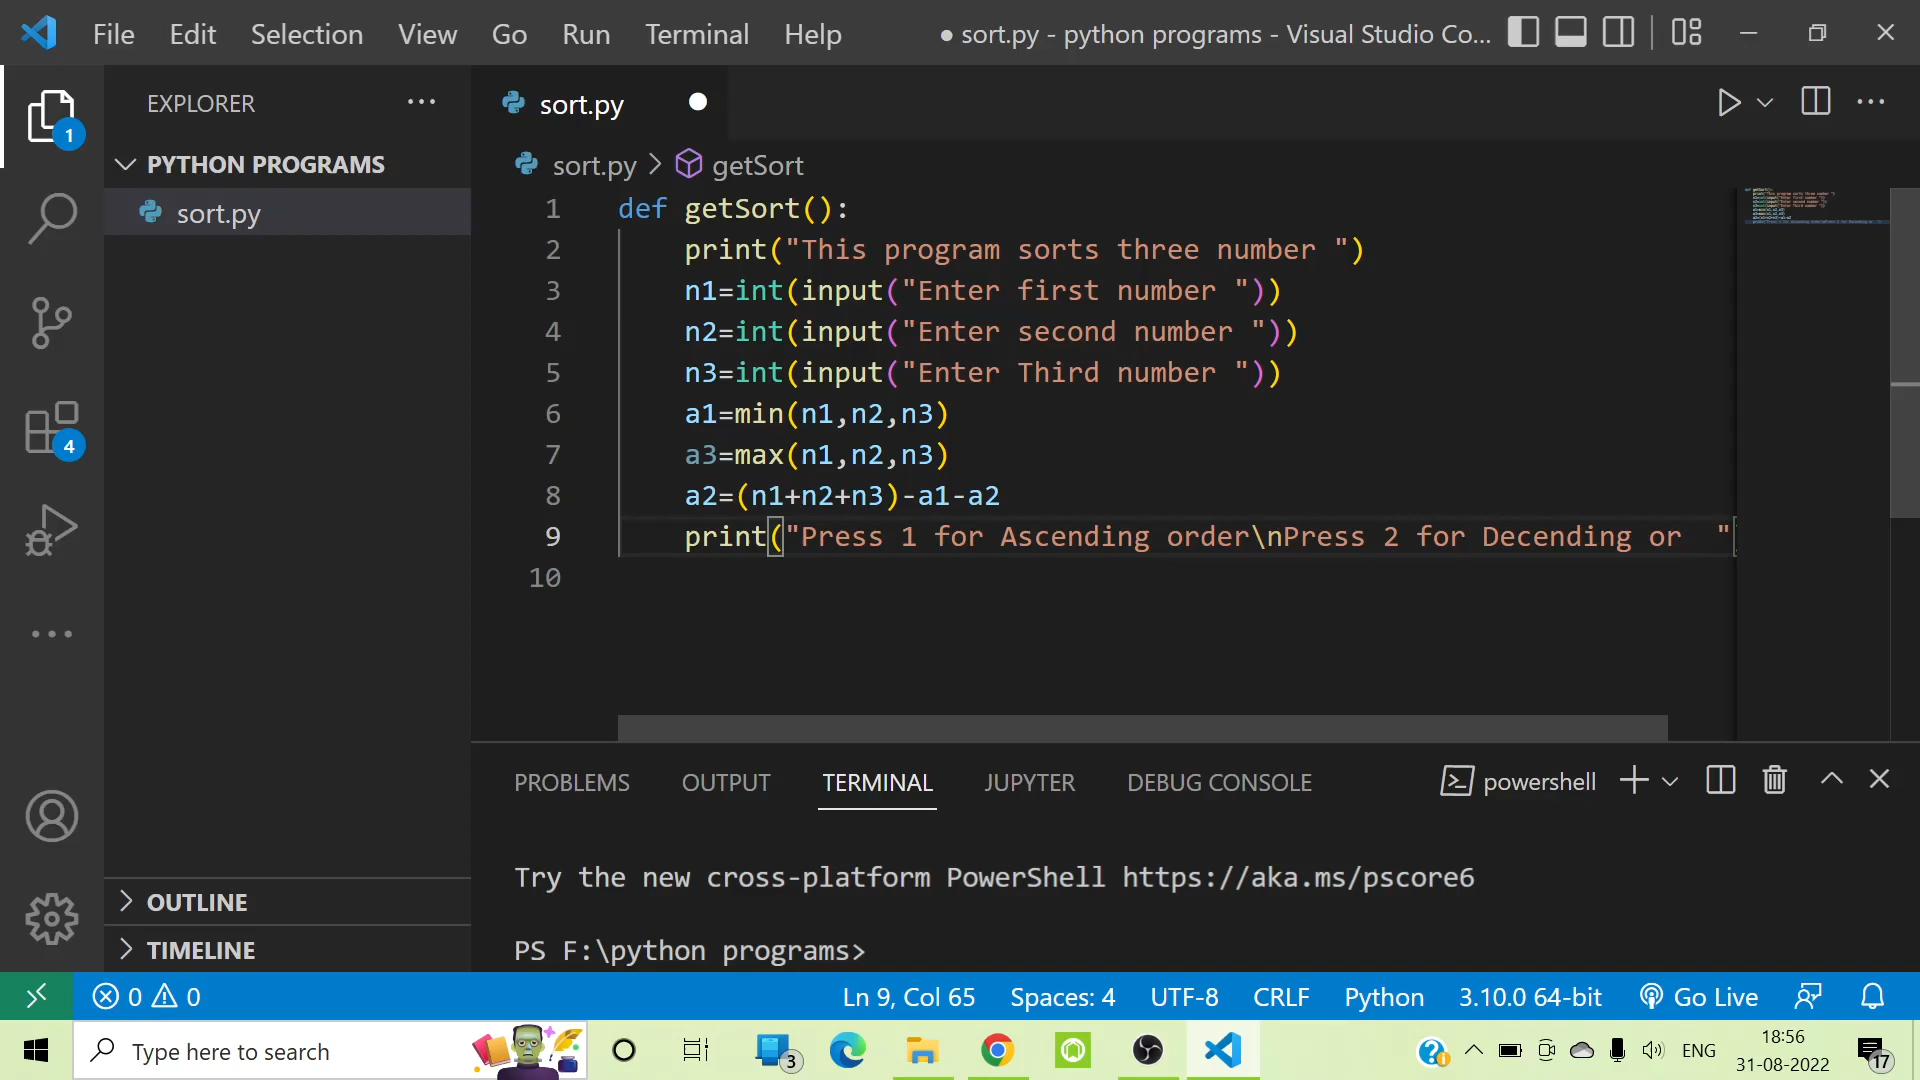 File Edit Selection View Go Run Terminal Help
● sort.py - python programs - Visual Studio Co...
EXPLORER
PYTHON PROGRAMS
sort.py
OUTLINE
TIMELINE
1
4
sort.py
sort.py > getSort
1 def getSort():
2 print("This program sorts three number ")
3 n1=int(input("Enter first number "))
4 n2=int(input("Enter second number "))
5 n3=int(input("Enter Third number "))
6 a1=min(n1,n2,n3)
7 a3=max(n1,n2,n3)
8 a2=(n1+n2+n3)-a1-a2
9 print("Press 1 for Ascending order\nPress 2 for Decending or  "
10
PROBLEMS OUTPUT TERMINAL JUPYTER DEBUG CONSOLE
powershell
Try the new cross-platform PowerShell https://aka.ms/pscore6
PS F:\python programs>
0 0 Ln 9, Col 65 Spaces: 4 UTF-8 CRLF Python 3.10.0 64-bit Go Live
Type here to search
3
ENG
18:56
31-08-2022
17